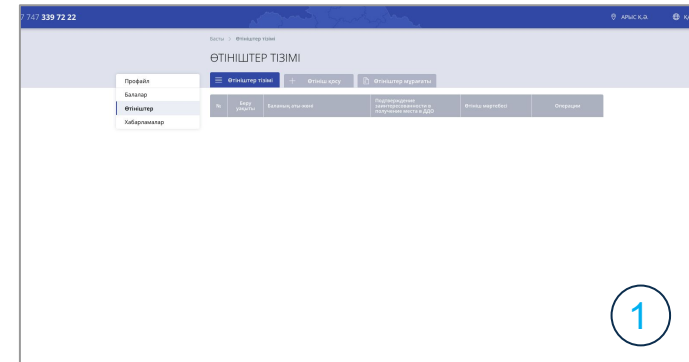 7 747 339 72 22
АРЫС Қ.Ә.
Басты > Өтініштер тізімі
ӨТІНІШТЕР ТІЗІМІ
Профайл
Балалар
Өтініштер
Хабарламалар
Өтініштер тізімі
+ Өтініш қосу
Өтініштер мұрағаты
№
Беру уақыты
Баланың аты-жөні
Подтверждение
заинтересованности в
получение места в ДДО
Өтініш мәртебесі
Операции
1